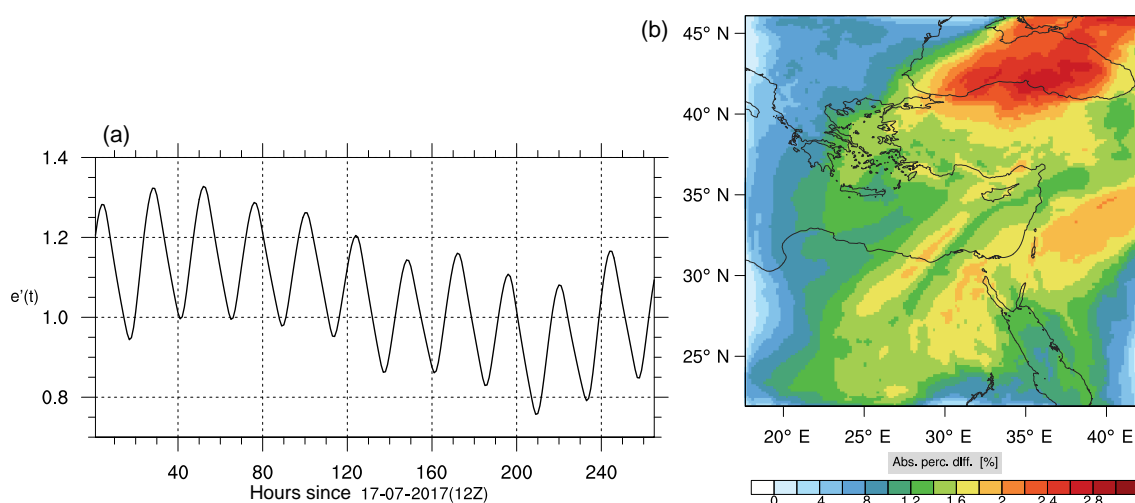 (a)
1.4
1.2
1.0
0.8
e'(t)
40
80
120
160
200
240
Hours since 17-07-2017(12Z)
(b)
45° N
40° N
35° N
30° N
25° N
20° E
25° E
30° E
35° E
40° E
Abs. perc. diff. [%]
0 .4 .8 1.2 1.6 2 2.4 2.8